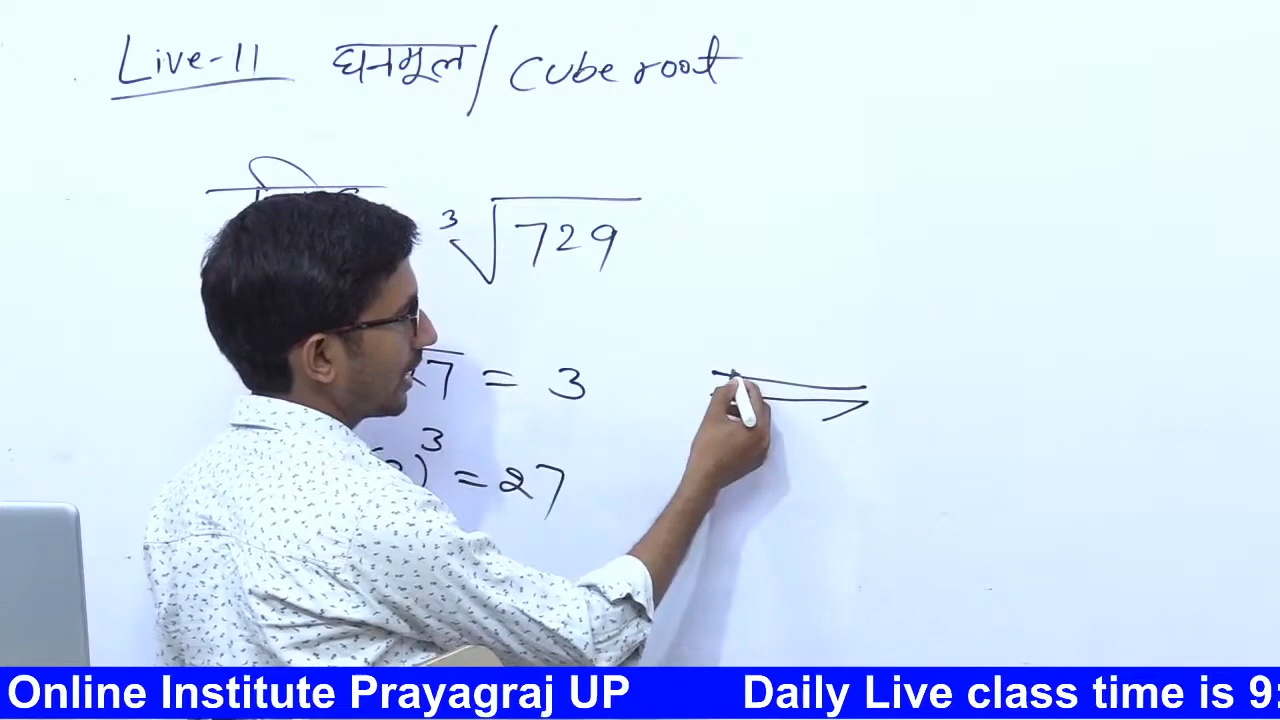 Live-11 घनमूल / Cube root
3√729
7 = 3
)3 = 27
Online Institute Prayagraj UP Daily Live class time is 9: